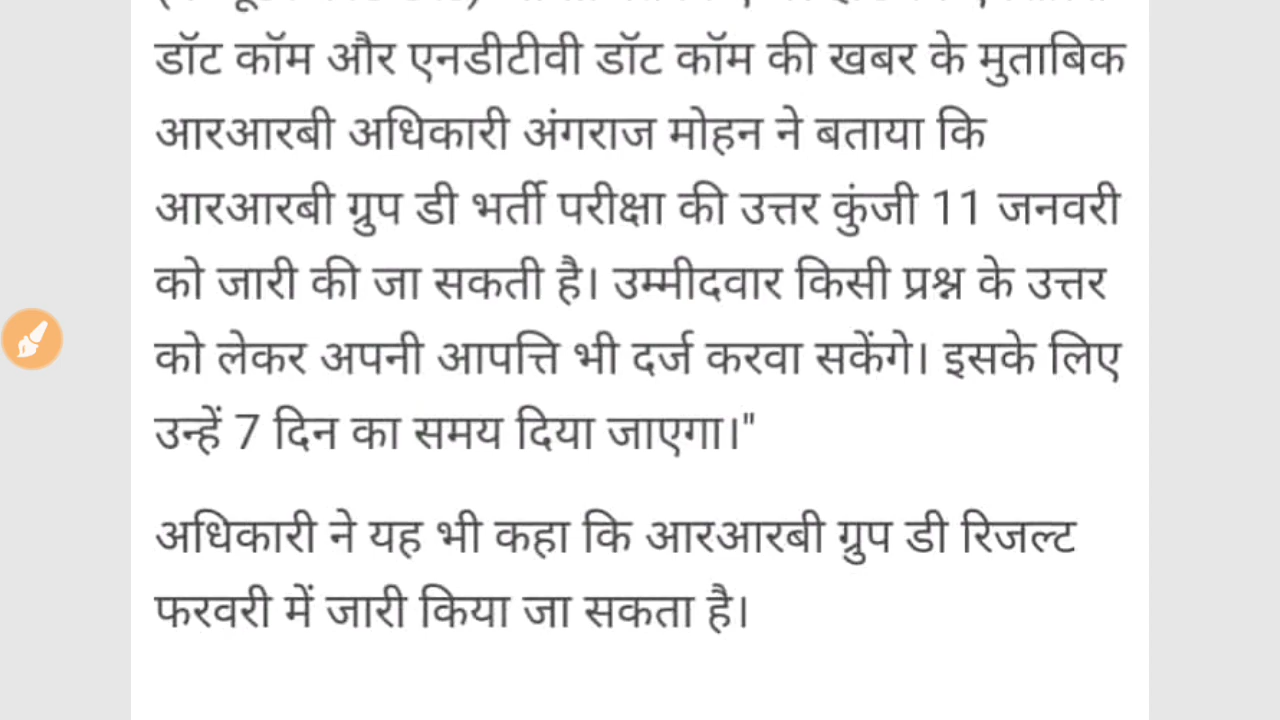 डॉट कॉम और एनडीटीवी डॉट कॉम की खबर के मुताबिक
आरआरबी अधिकारी अंगराज मोहन ने बताया कि
आरआरबी ग्रुप डी भर्ती परीक्षा की उत्तर कुंजी 11 जनवरी
को जारी की जा सकती है। उम्मीदवार किसी प्रश्न के उत्तर
को लेकर अपनी आपत्ति भी दर्ज करवा सकेंगे। इसके लिए
उन्हें 7 दिन का समय दिया जाएगा।"
अधिकारी ने यह भी कहा कि आरआरबी ग्रुप डी रिजल्ट
फरवरी में जारी किया जा सकता है।